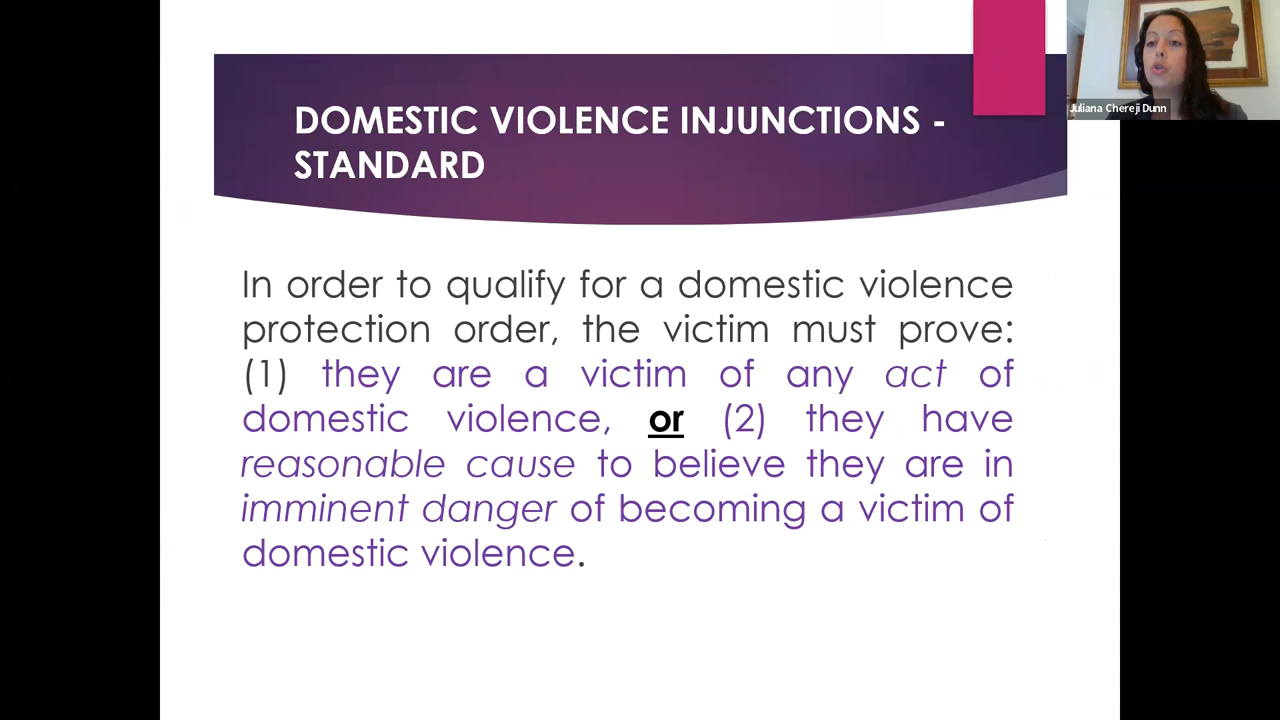 Juliana Chereji Dunn
DOMESTIC VIOLENCE INJUNCTIONS -
STANDARD
In order to qualify for a domestic violence
protection order, the victim must prove:
(1) they are a victim of any act of
domestic violence, or (2) they have
reasonable cause to believe they are in
imminent danger of becoming a victim of
domestic violence.